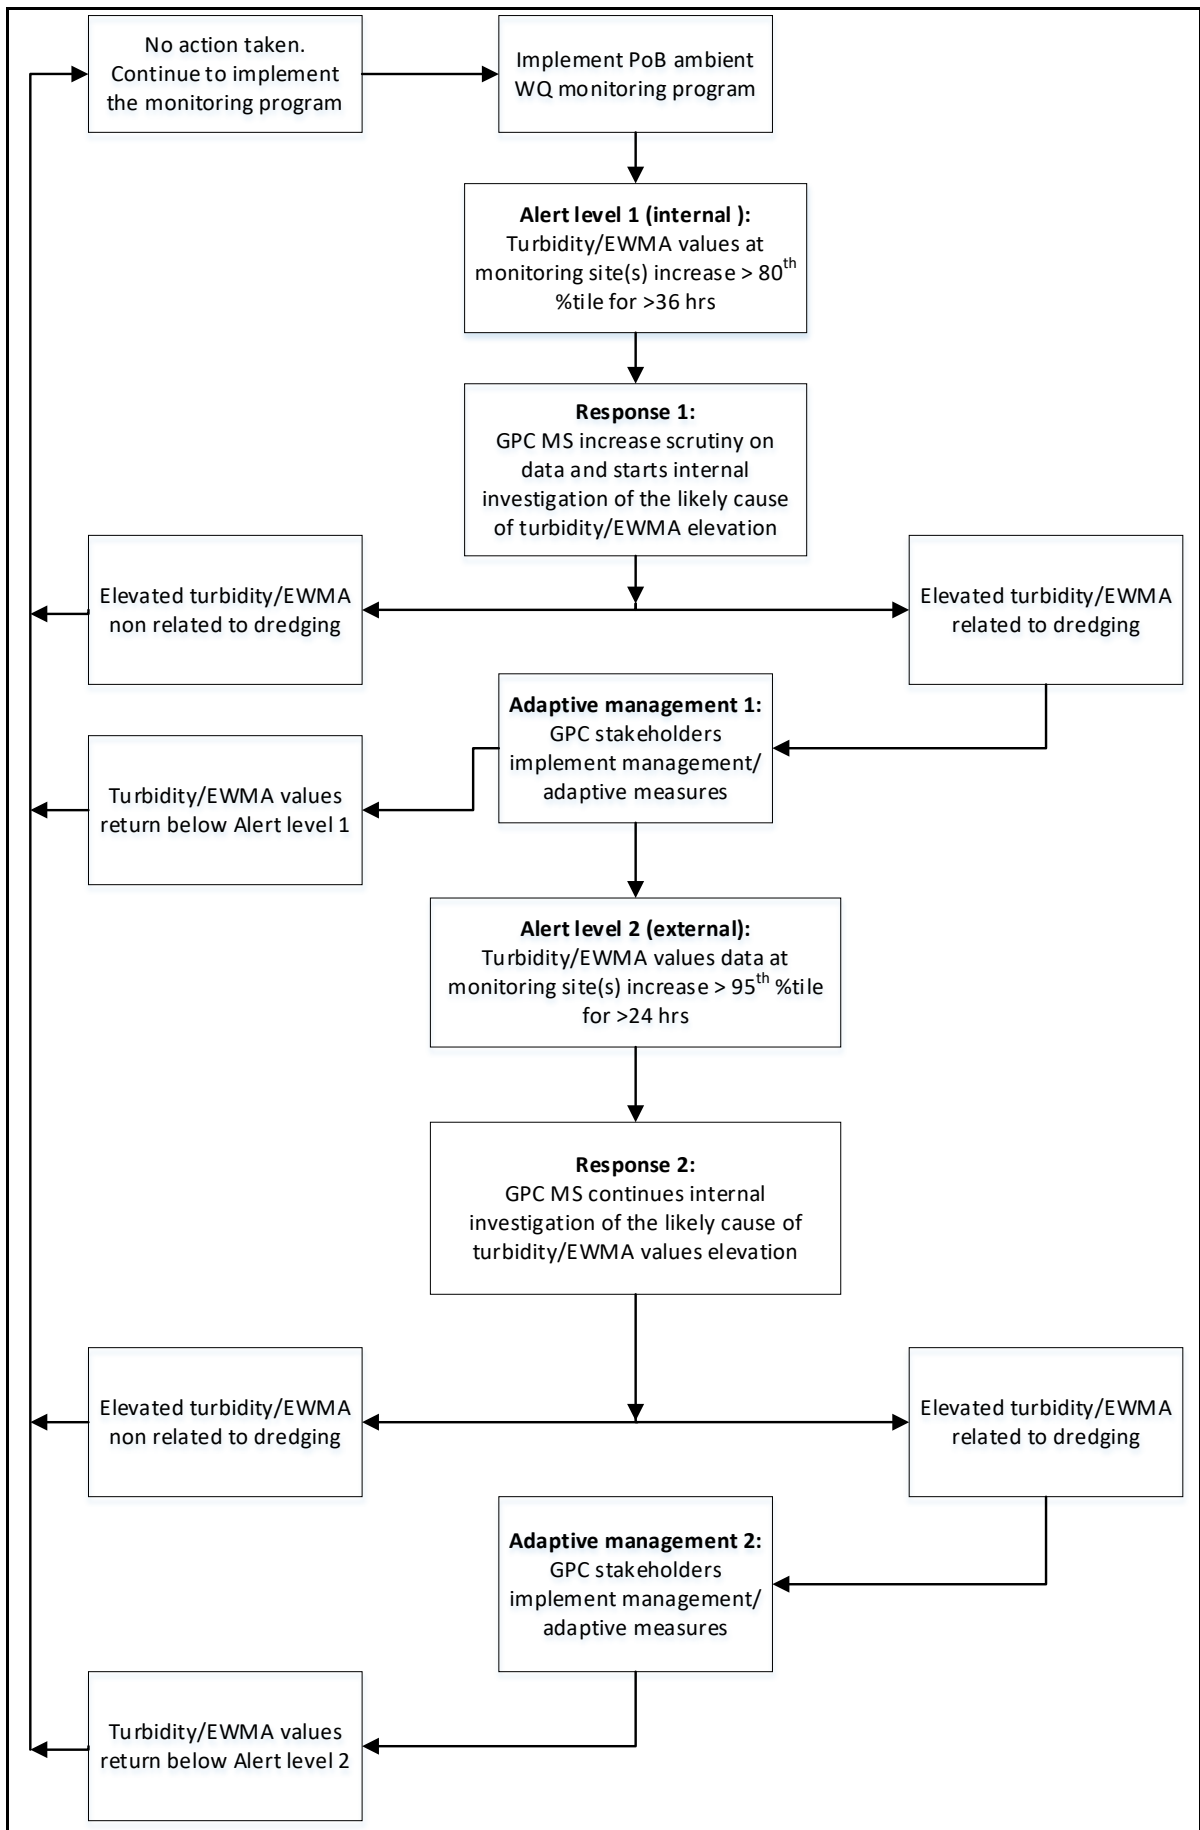 No action taken.
Continue to implement
the monitoring program
Implement PoB ambient
WQ monitoring program
Alert level 1 (internal ):
Turbidity/EWMA values at
monitoring site(s) increase > 80th
%tile for >36 hrs
Response 1:
GPC MS increase scrutiny on
data and starts internal
investigation of the likely cause
of turbidity/EWMA elevation
Elevated turbidity/EWMA
non related to dredging
Elevated turbidity/EWMA
related to dredging
Adaptive management 1:
GPC stakeholders
implement management/
adaptive measures
Turbidity/EWMA values
return below Alert level 1
Alert level 2 (external):
Turbidity/EWMA values data at
monitoring site(s) increase > 95th %tile
for >24 hrs
Response 2:
GPC MS continues internal
investigation of the likely cause of
turbidity/EWMA values elevation
Elevated turbidity/EWMA
non related to dredging
Elevated turbidity/EWMA
related to dredging
Adaptive management 2:
GPC stakeholders
implement management/
adaptive measures
Turbidity/EWMA values
return below Alert level 2